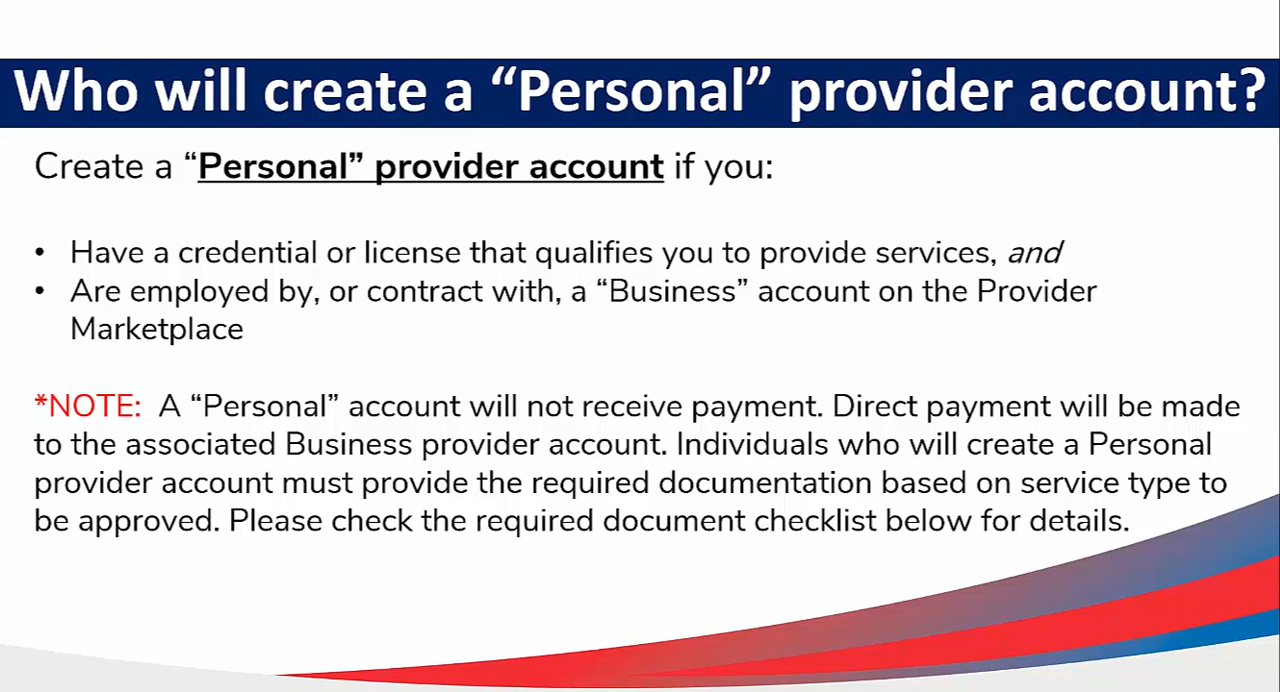 Who will create a “Personal” provider account?
Create a “Personal” provider account if you:
• Have a credential or license that qualifies you to provide services, and
• Are employed by, or contract with, a “Business” account on the Provider
Marketplace
*NOTE: A “Personal” account will not receive payment. Direct payment will be made
to the associated Business provider account. Individuals who will create a Personal
provider account must provide the required documentation based on service type to
be approved. Please check the required document checklist below for details.